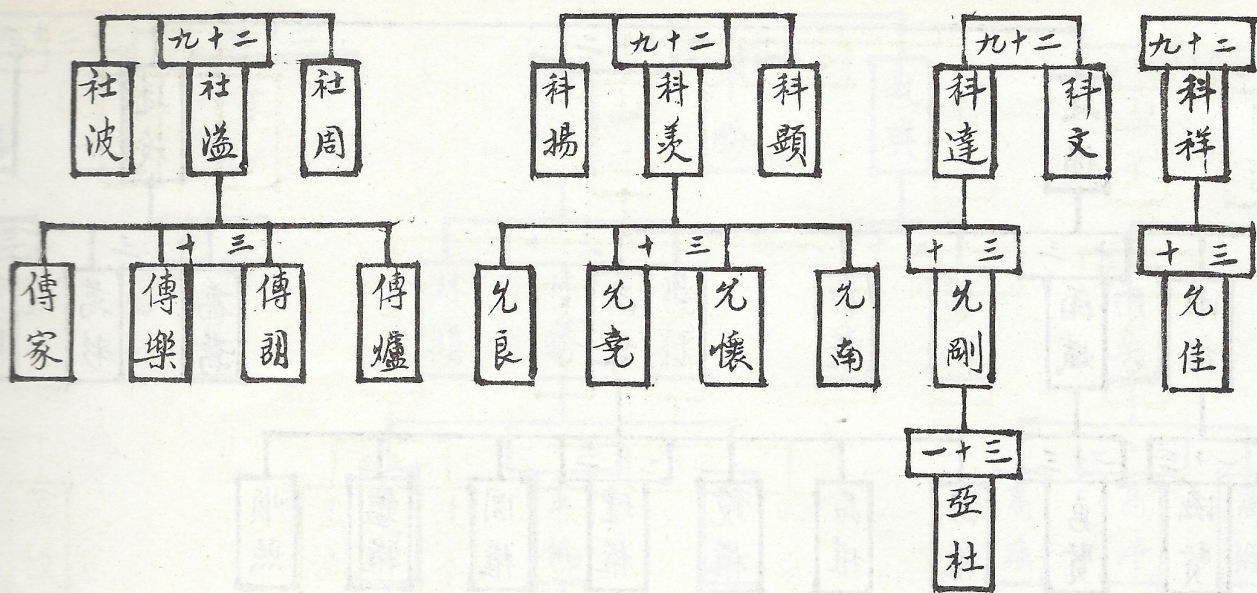 二十九
科祥
三十
允佳
二十九
科文
科達
三十
允剛
三十一
亞杜
二十九
科顯
科羨
科揚
三十
允南
允懷
允堯
允良
二十九
社周
社溢
社波
三十
傳爐
傳朗
傳樂
傳家